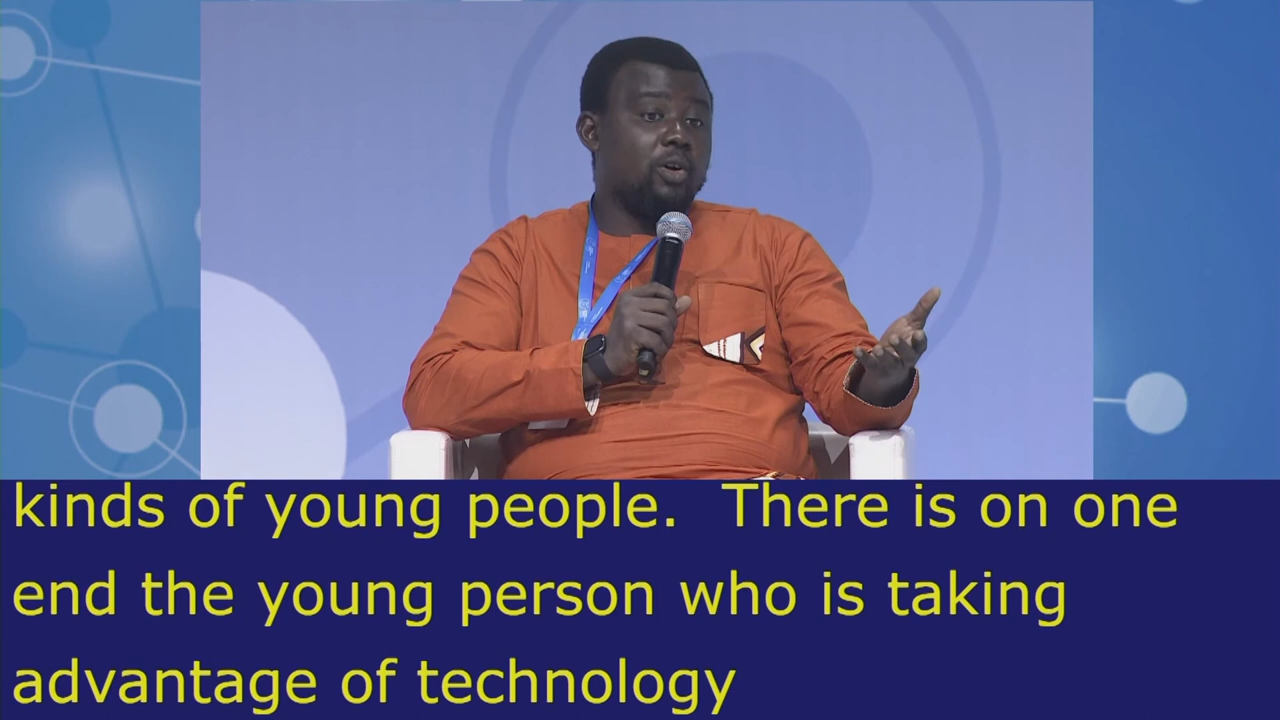 kinds of young people.  There is on one
end the young person who is taking
advantage of technology